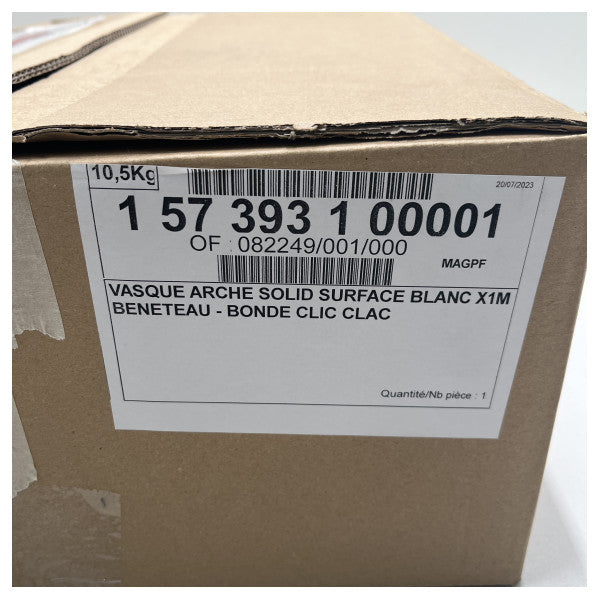 10,5Kg
20/07/2023
1 57 393 1 00001
OF : 082249/001/000
MAGPF
VASQUE ARCHE SOLID SURFACE BLANC X1M
BENETEAU - BONDE CLIC CLAC
Quantité/Nb pièce : 1